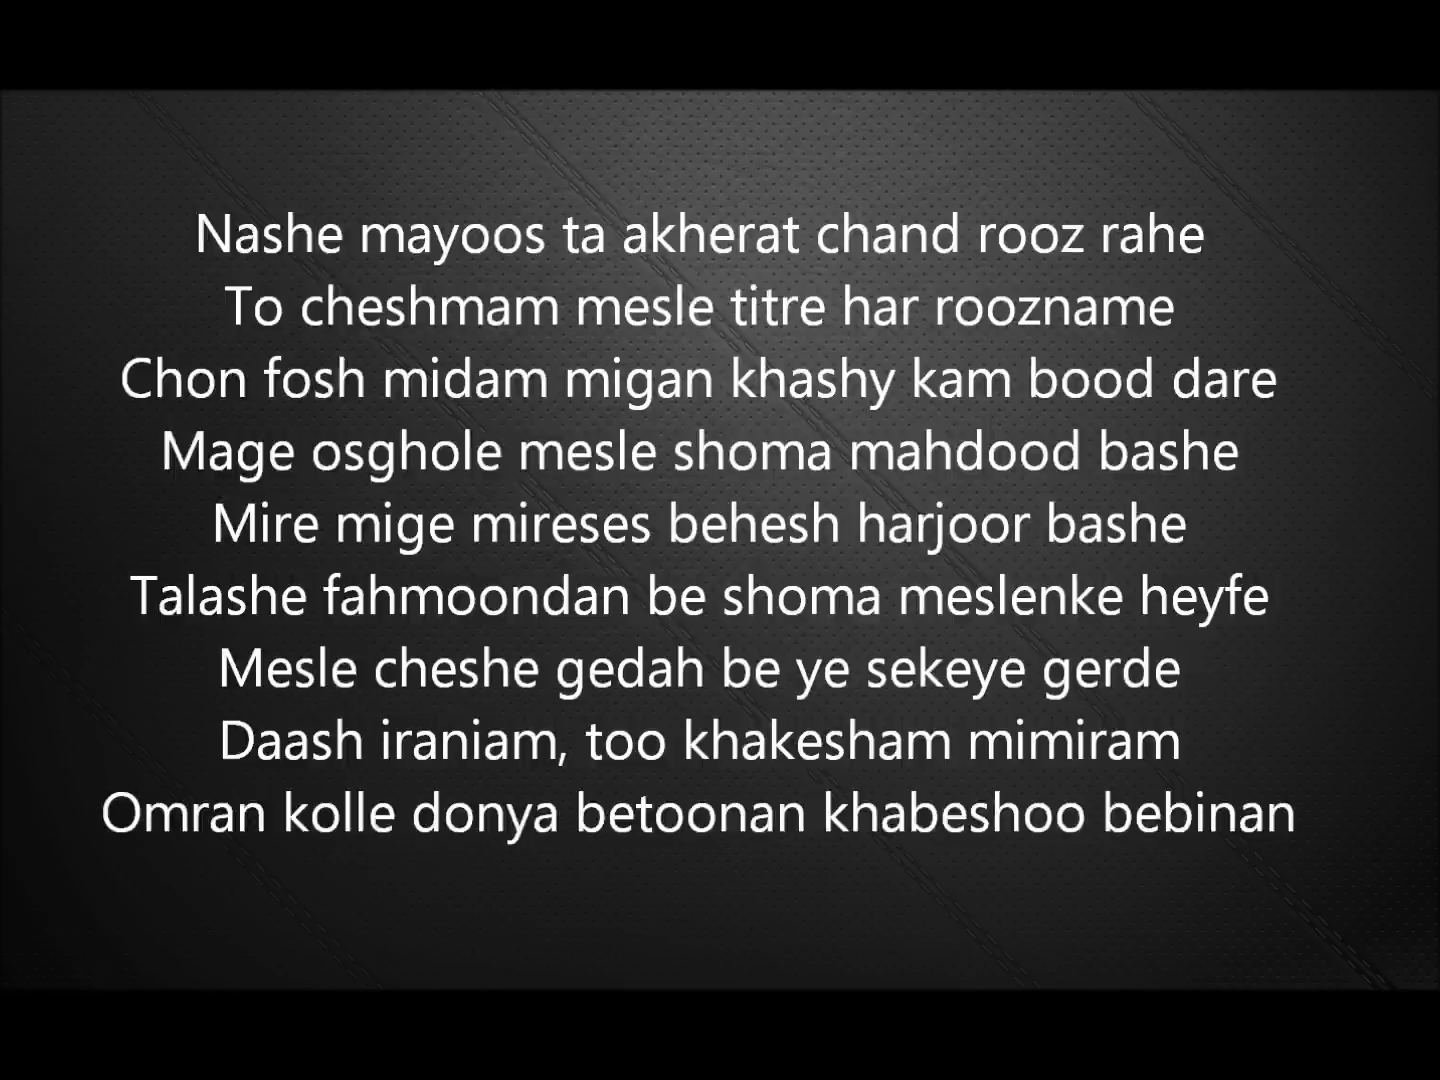 Nashe mayoos ta akherat chand rooz rahe
To cheshmam mesle titre har roozname
Chon fosh midam migan khashy kam bood dare
Mage osghole mesle shoma mahdood bashe
Mire mige mireses behesh harjoor bashe
Talashe fahmoondan be shoma meslenke heyfe
Mesle cheshe gedah be ye sekeye gerde
Daash iraniam, too khakesham mimiram
Omran kolle donya betoonan khabeshoo bebinan